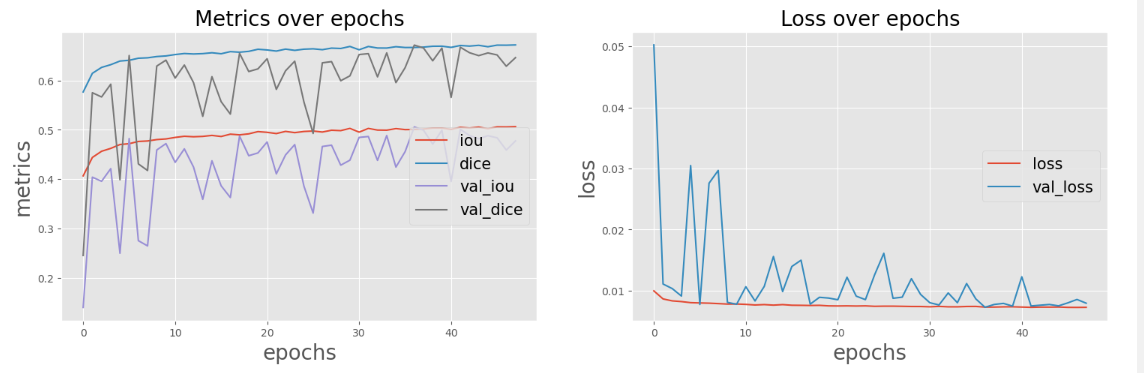 Metrics over epochs
metrics
0.6
0.5
0.4
0.3
0.2
iou
dice
val_iou
val_dice
0
10
20
30
40
epochs
Loss over epochs
loss
0.05
0.04
0.03
0.02
0.01
loss
val_loss
0
10
20
30
40
epochs